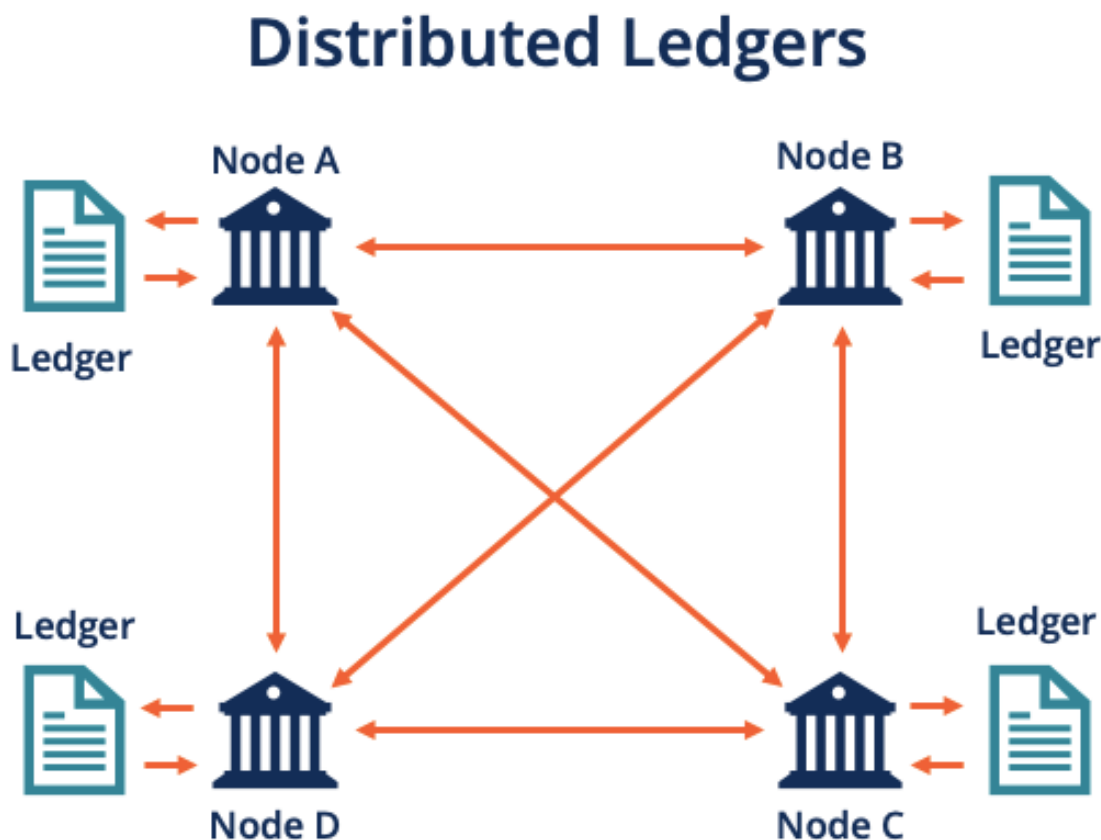 Distributed Ledgers
Node A
Node B
Ledger
Ledger
Ledger
Ledger
Node D
Node C